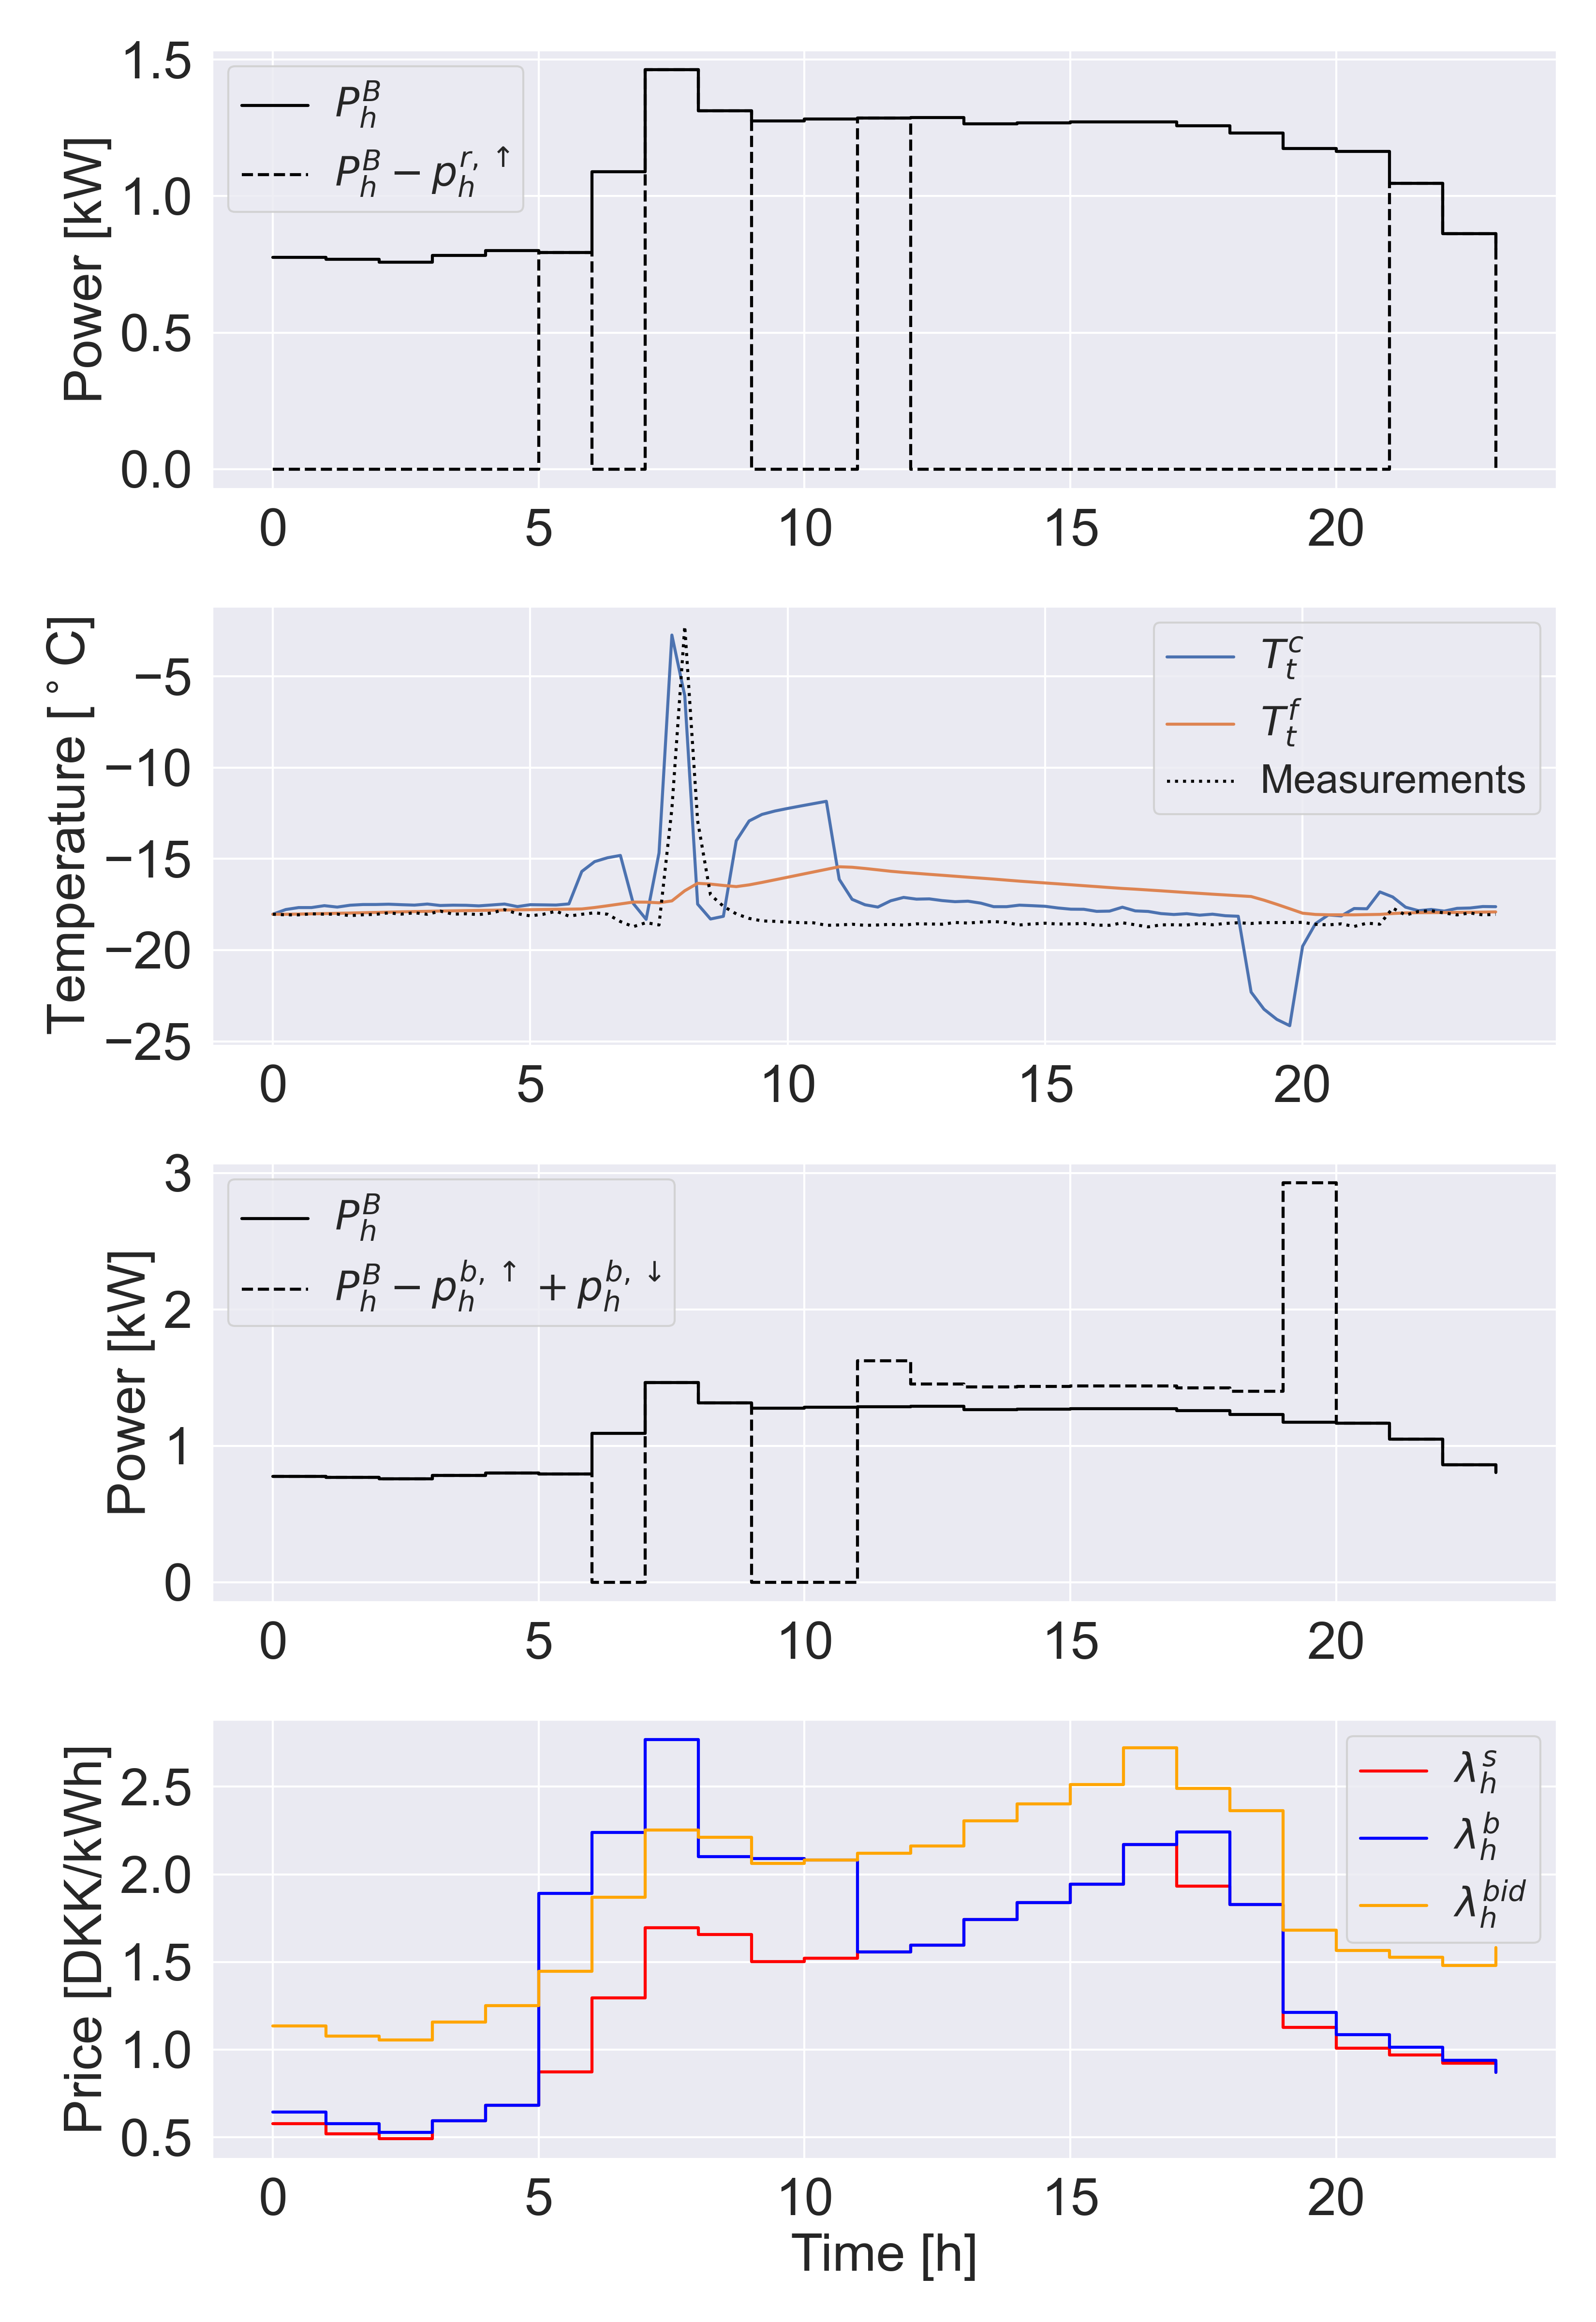 Power [kW]
1.5
1.0
0.5
0.0
P_h^B
P_h^B − p_h^{r, ↑}
0 5 10 15 20
Temperature [°C]
−5
−10
−15
−20
−25
T_t^c
T_t^f
Measurements
0 5 10 15 20
Power [kW]
3
2
1
0
P_h^B
P_h^B − p_h^{b, ↑} + p_h^{b, ↓}
0 5 10 15 20
Price [DKK/kWh]
2.5
2.0
1.5
1.0
0.5
λ_h^s
λ_h^b
λ_h^{bid}
0 5 10 15 20
Time [h]